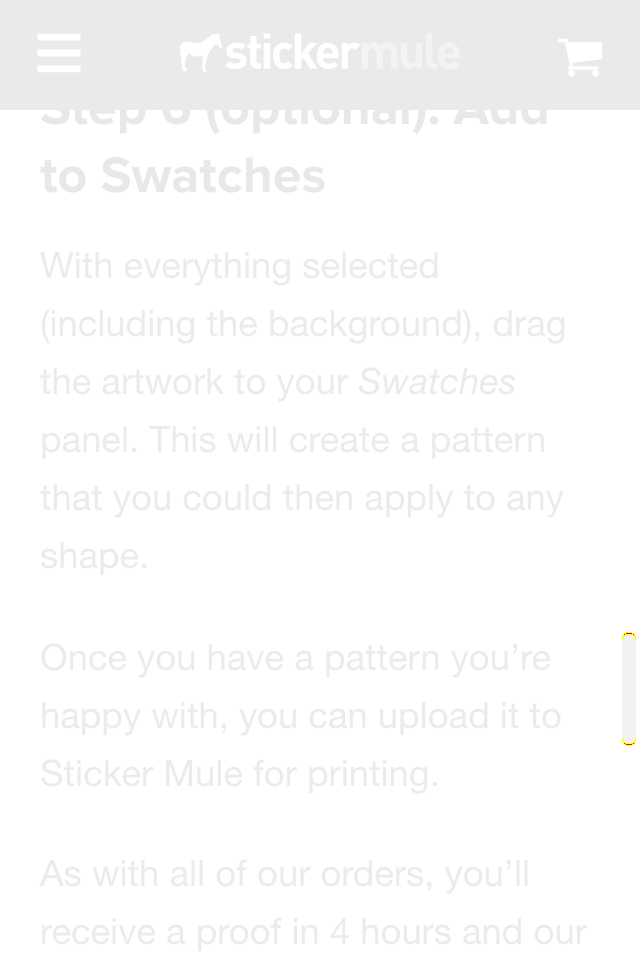 stickermule
Step 6 (optional): Add
to Swatches
With everything selected
(including the background), drag
the artwork to your Swatches
panel. This will create a pattern
that you could then apply to any
shape.
Once you have a pattern you’re
happy with, you can upload it to
Sticker Mule for printing.
As with all of our orders, you’ll
receive a proof in 4 hours and our